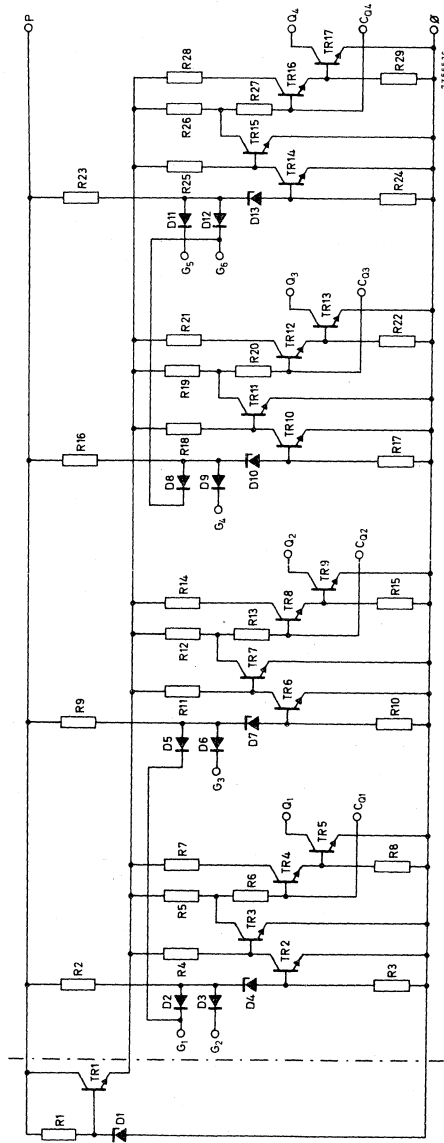 P
R1
TR1
D1
R2
R4
R5
R7
D2
G1
D3
G2
D4
TR3
TR2
R6
TR4
Q1
TR5
CQ1
R3
R8
R9
R11
R12
R14
D5
D6
G3
D7
TR7
TR6
R13
TR8
Q2
TR9
CQ2
R10
R15
R16
R18
R19
R21
D8
D9
G4
D10
TR11
TR10
R20
TR12
Q3
TR13
CQ3
R17
R22
R23
R25
R26
R28
D11
G5
D12
G6
D13
TR15
TR14
R27
TR16
Q4
TR17
CQ4
R24
R29
Ø